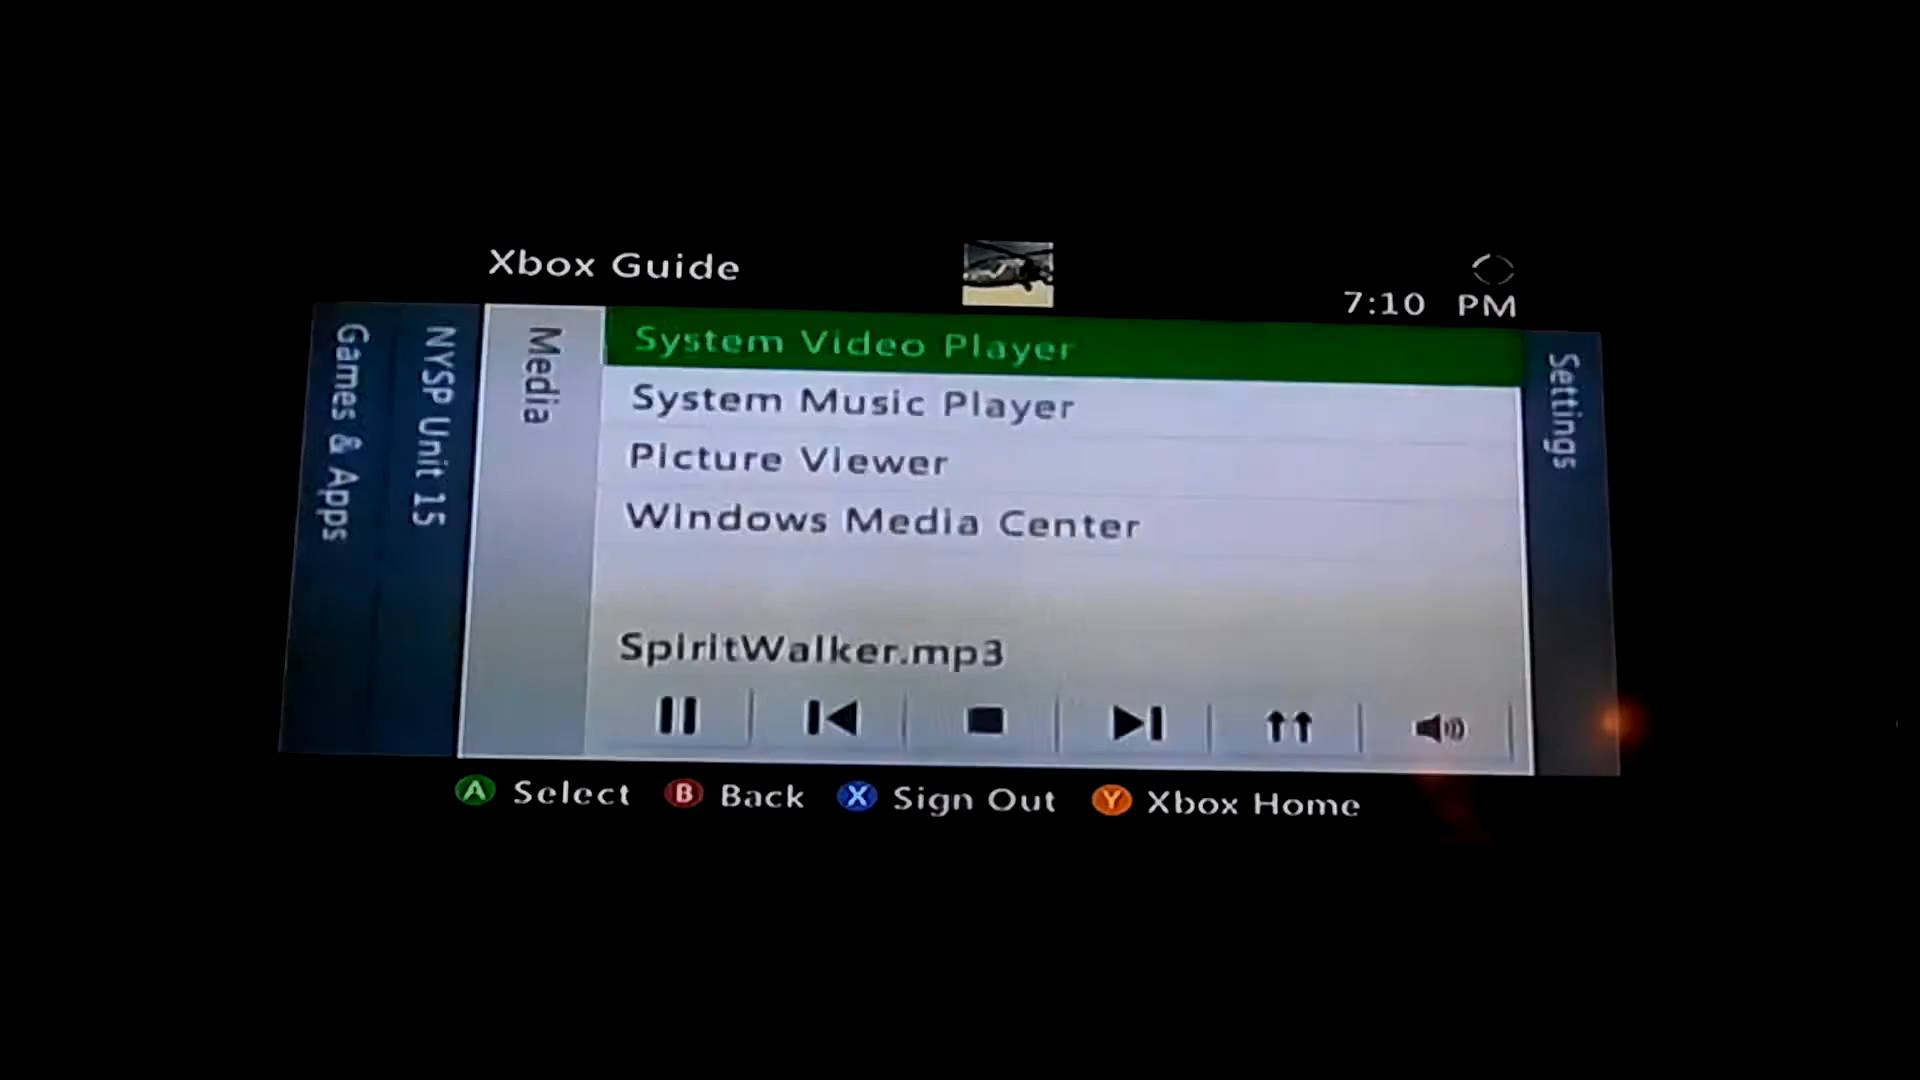 Xbox Guide
7:10 PM
Games & Apps
NYSP Unit 15
Media
System Video Player
System Music Player
Picture Viewer
Windows Media Center
SpiritWalker.mp3
Settings
A Select B Back X Sign Out Y Xbox Home